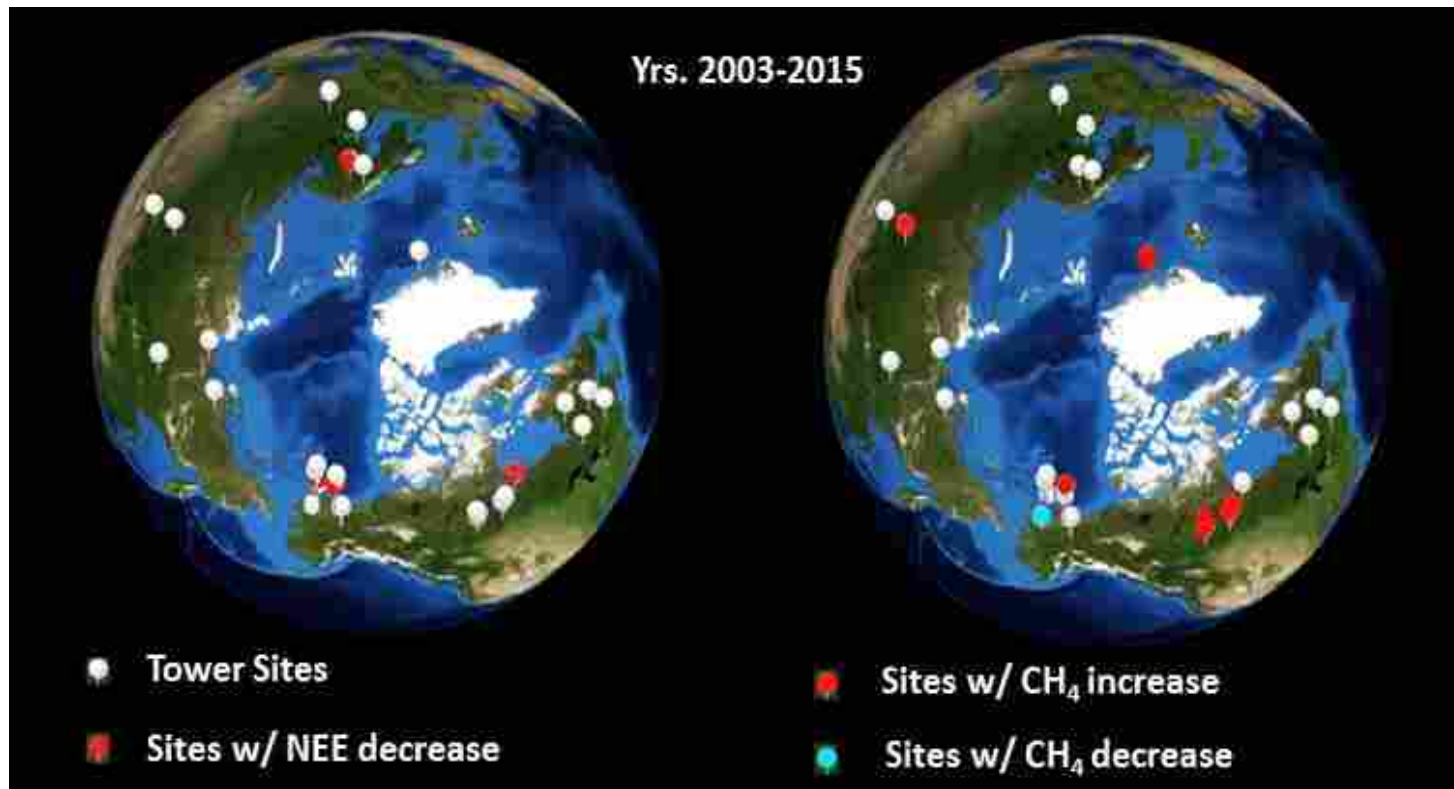 Yrs. 2003-2015
Tower Sites
Sites w/ NEE decrease
Sites w/ CH₄ increase
Sites w/ CH₄ decrease